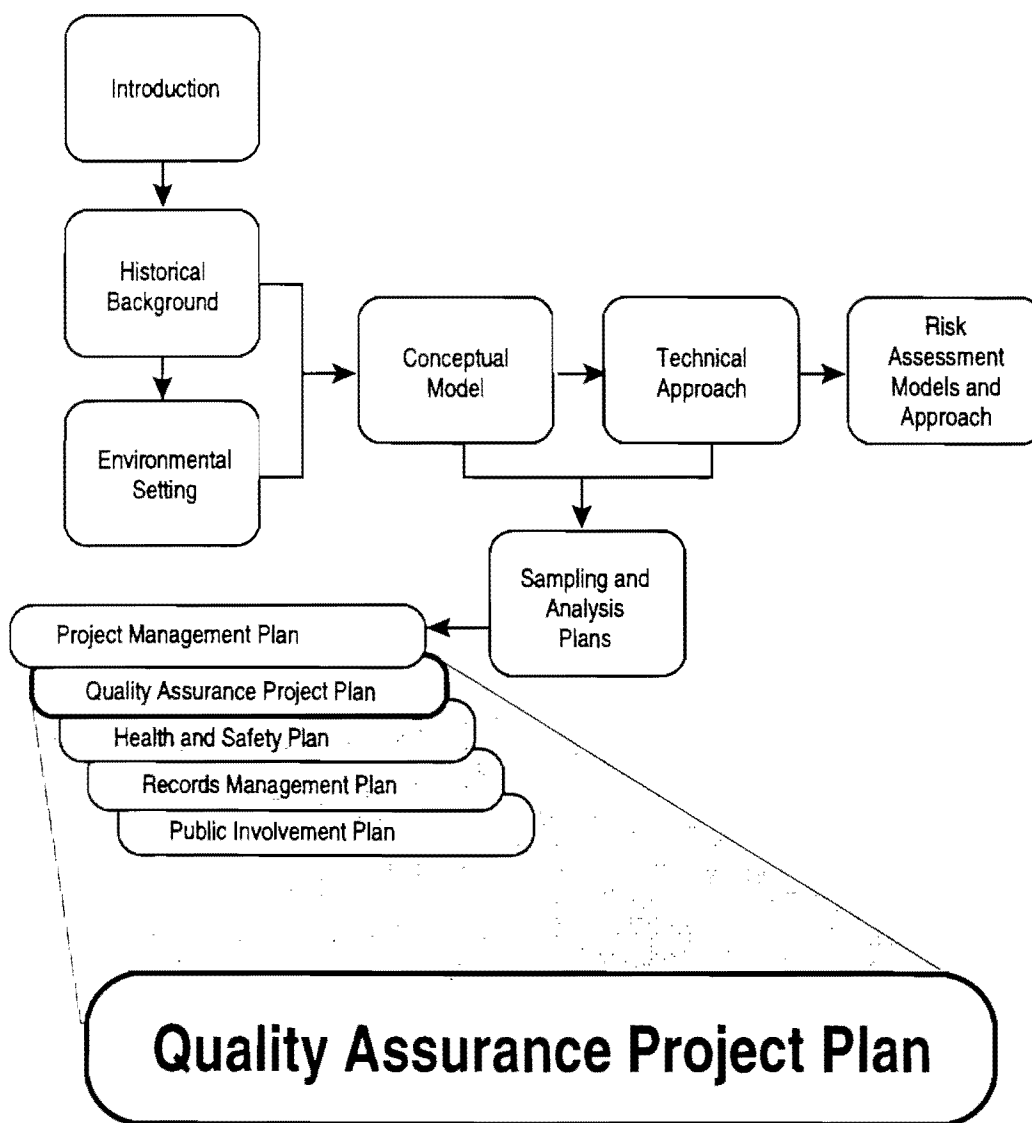 Introduction
Historical
Background
Environmental
Setting
Conceptual
Model
Technical
Approach
Risk
Assessment
Models and
Approach
Sampling and
Analysis
Plans
Project Management Plan
Quality Assurance Project Plan
Health and Safety Plan
Records Management Plan
Public Involvement Plan
Quality Assurance Project Plan